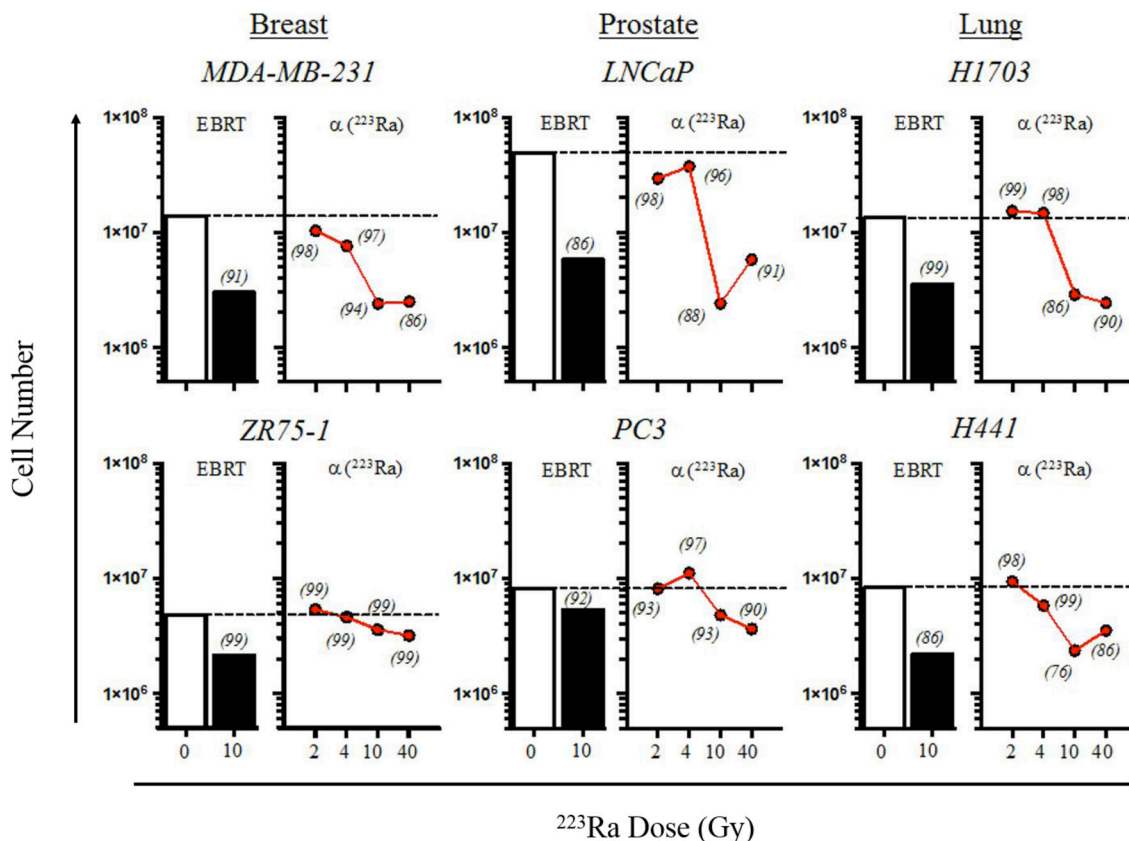 Breast Prostate Lung
MDA-MB-231 LNCaP H1703
1×10⁸ EBRT α (²²³Ra) 1×10⁸ EBRT α (²²³Ra) 1×10⁸ EBRT α (²²³Ra)
1×10⁷ (91) (98) (97) (94) (86)
1×10⁶
1×10⁷ (86) (98) (96) (88) (91)
1×10⁶
1×10⁷ (99) (99) (98) (86) (90)
1×10⁶
Cell Number
ZR75-1 PC3 H441
1×10⁸ EBRT α (²²³Ra) 1×10⁸ EBRT α (²²³Ra) 1×10⁸ EBRT α (²²³Ra)
1×10⁷ (99) (99) (99) (99) (99)
1×10⁶
1×10⁷ (92) (93) (97) (93) (90)
1×10⁶
1×10⁷ (86) (98) (99) (76) (86)
1×10⁶
0 10 2 4 10 40 0 10 2 4 10 40 0 10 2 4 10 40
²²³Ra Dose (Gy)